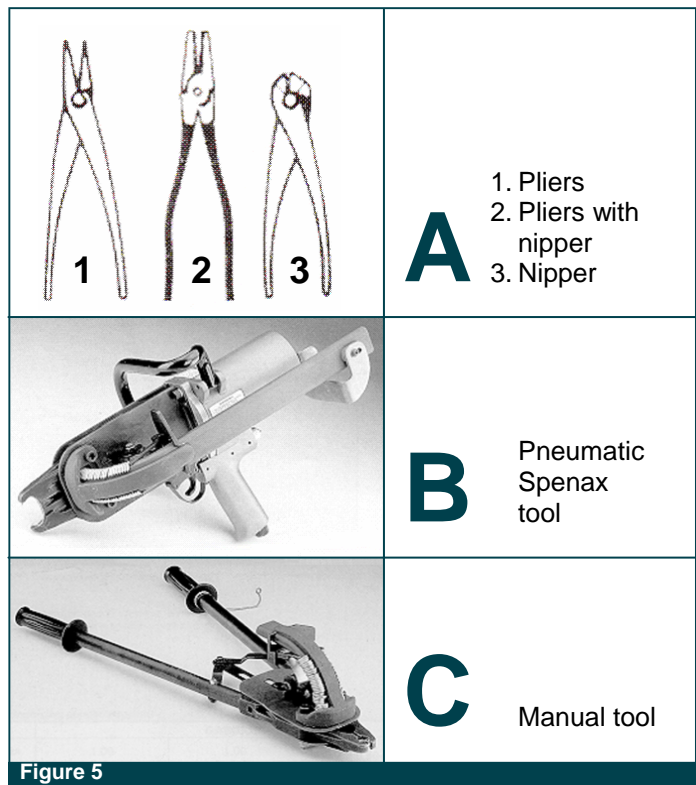 1 2 3
A
1. Pliers
2. Pliers with
nipper
3. Nipper
B
Pneumatic
Spenax
tool
C
Manual tool
Figure 5